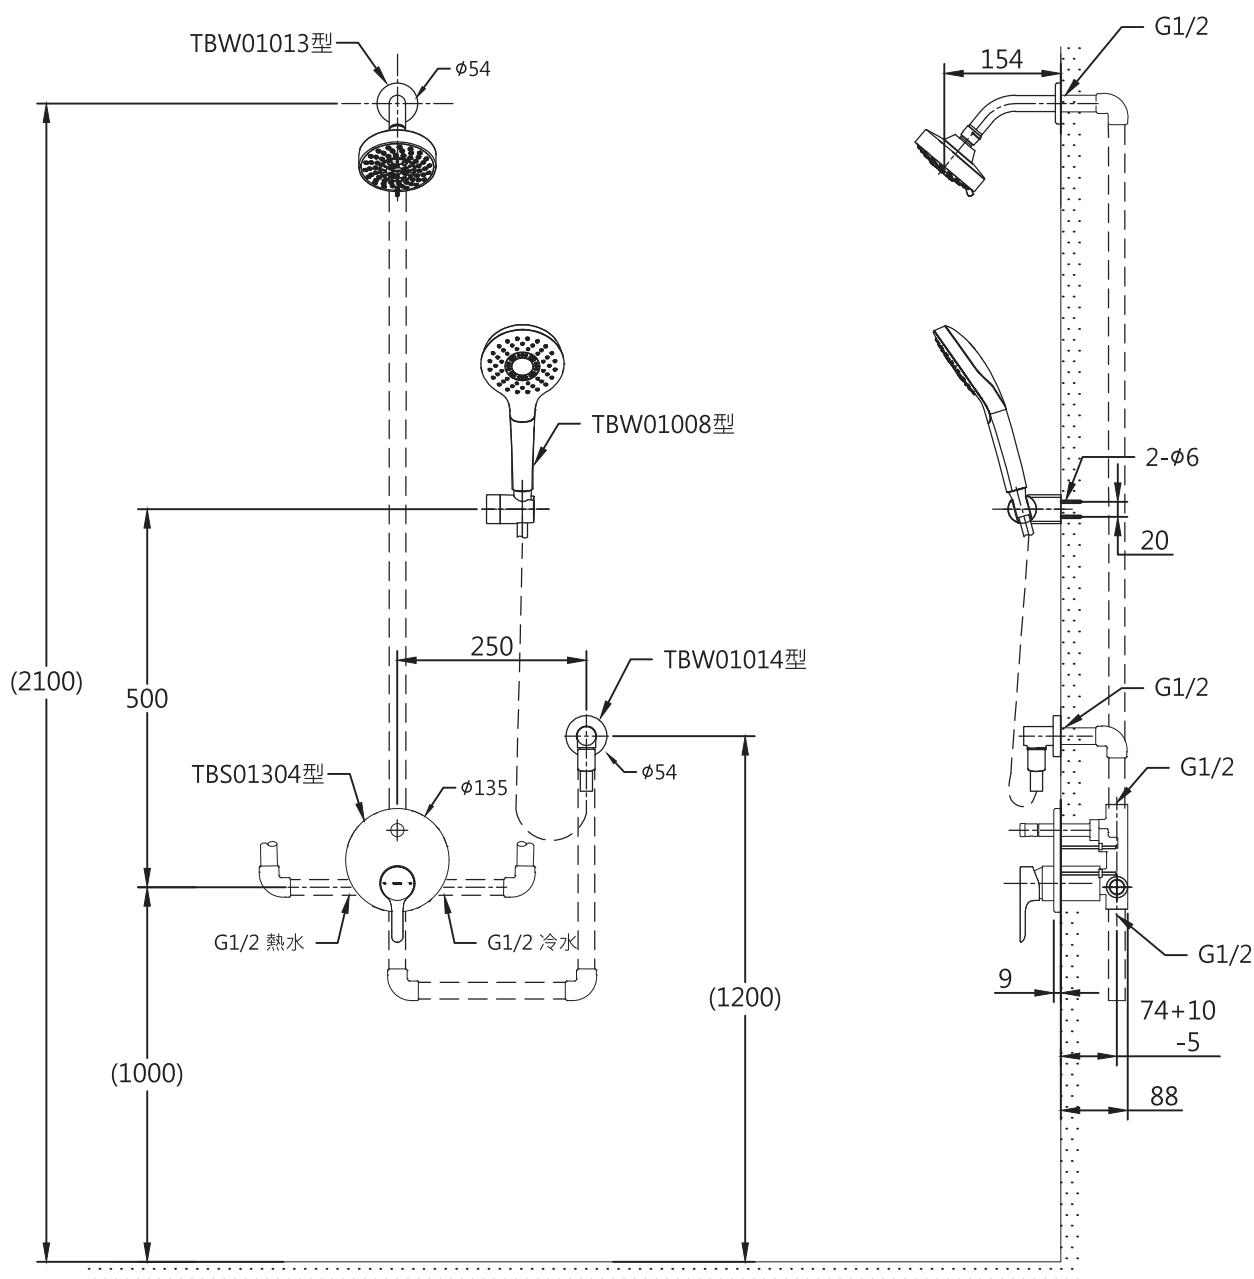 TBW01013型
φ54
G1/2
154
TBW01008型
2-φ6
20
250
TBW01014型
(2100)
500
G1/2
TBS01304型
φ135
φ54
G1/2
G1/2 熱水
G1/2 冷水
G1/2
9
(1200)
74+10
-5
(1000)
88